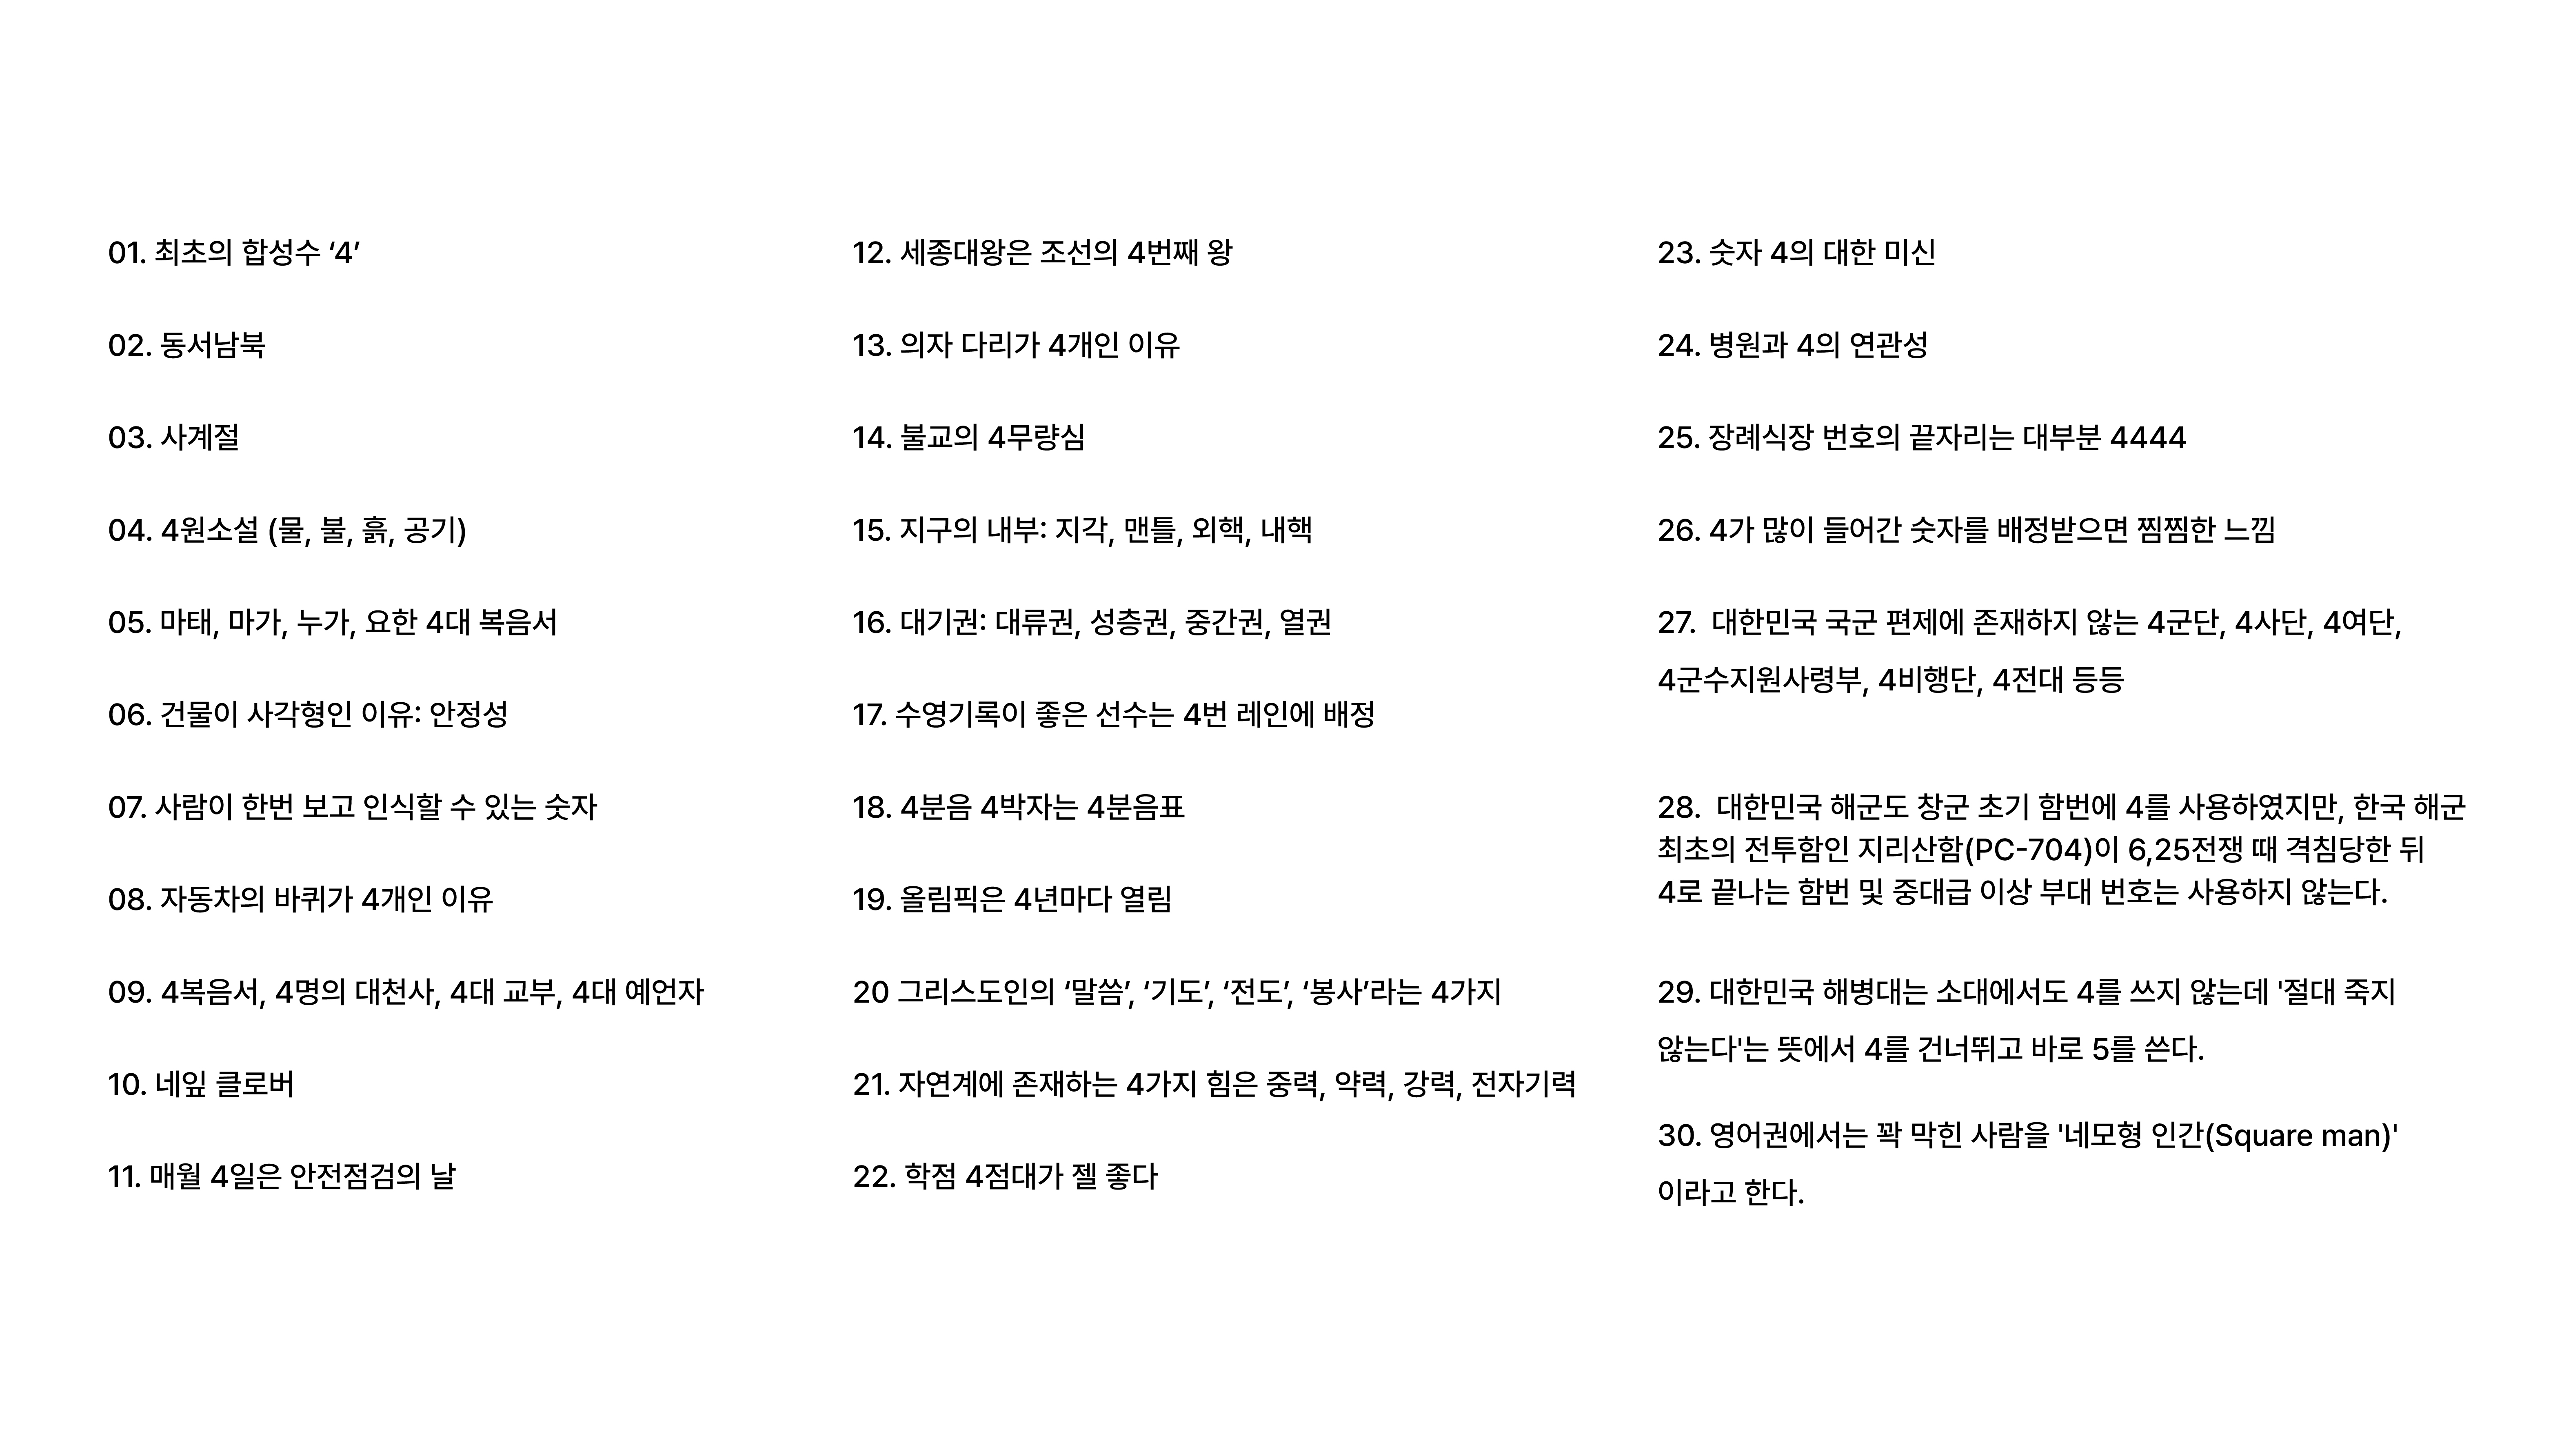 01. 최초의 합성수 ‘4’
02. 동서남북
03. 사계절
04. 4원소설 (물, 불, 흙, 공기)
05. 마태, 마가, 누가, 요한 4대 복음서
06. 건물이 사각형인 이유: 안정성
07. 사람이 한번 보고 인식할 수 있는 숫자
08. 자동차의 바퀴가 4개인 이유
09. 4복음서, 4명의 대천사, 4대 교부, 4대 예언자
10. 네잎 클로버
11. 매월 4일은 안전점검의 날
12. 세종대왕은 조선의 4번째 왕
13. 의자 다리가 4개인 이유
14. 불교의 4무량심
15. 지구의 내부: 지각, 맨틀, 외핵, 내핵
16. 대기권: 대류권, 성층권, 중간권, 열권
17. 수영기록이 좋은 선수는 4번 레인에 배정
18. 4분음 4박자는 4분음표
19. 올림픽은 4년마다 열림
20 그리스도인의 ‘말씀’, ‘기도’, ‘전도’, ‘봉사’라는 4가지
21. 자연계에 존재하는 4가지 힘은 중력, 약력, 강력, 전자기력
22. 학점 4점대가 젤 좋다
23. 숫자 4의 대한 미신
24. 병원과 4의 연관성
25. 장례식장 번호의 끝자리는 대부분 4444
26. 4가 많이 들어간 숫자를 배정받으면 찜찜한 느낌
27.  대한민국 국군 편제에 존재하지 않는 4군단, 4사단, 4여단,
4군수지원사령부, 4비행단, 4전대 등등
28.  대한민국 해군도 창군 초기 함번에 4를 사용하였지만, 한국 해군
최초의 전투함인 지리산함(PC-704)이 6,25전쟁 때 격침당한 뒤
4로 끝나는 함번 및 중대급 이상 부대 번호는 사용하지 않는다.
29. 대한민국 해병대는 소대에서도 4를 쓰지 않는데 '절대 죽지
않는다'는 뜻에서 4를 건너뛰고 바로 5를 쓴다.
30. 영어권에서는 꽉 막힌 사람을 '네모형 인간(Square man)'
이라고 한다.